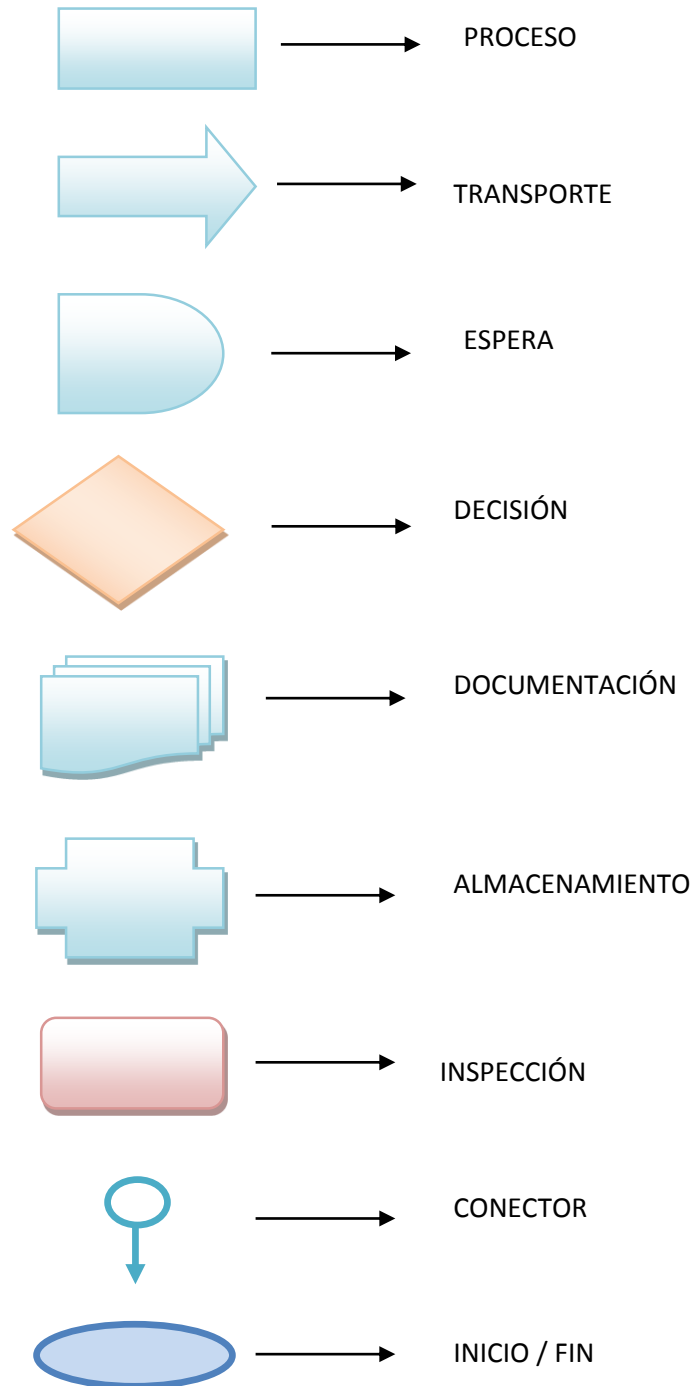 PROCESO
TRANSPORTE
ESPERA
DECISIÓN
DOCUMENTACIÓN
ALMACENAMIENTO
INSPECCIÓN
CONECTOR
INICIO / FIN